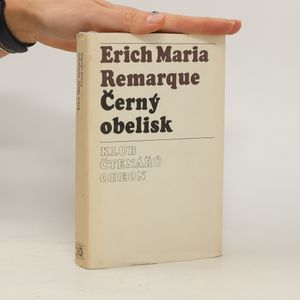 Erich Maria
Remarque
Černý
obelisk
KLUB
ČTENÁŘŮ
ODEON